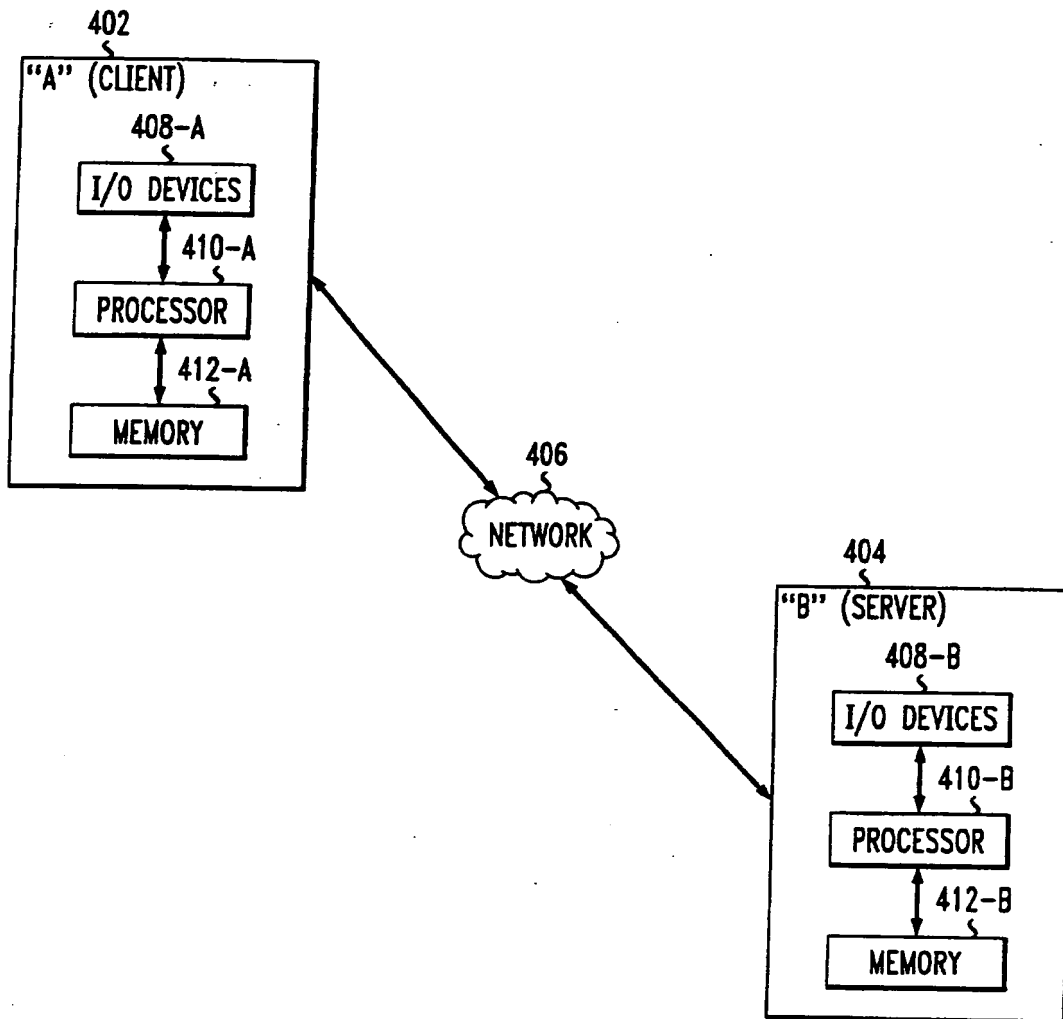 402
“A” (CLIENT)
408-A
I/O DEVICES
410-A
PROCESSOR
412-A
MEMORY
406
NETWORK
404
“B” (SERVER)
408-B
I/O DEVICES
410-B
PROCESSOR
412-B
MEMORY